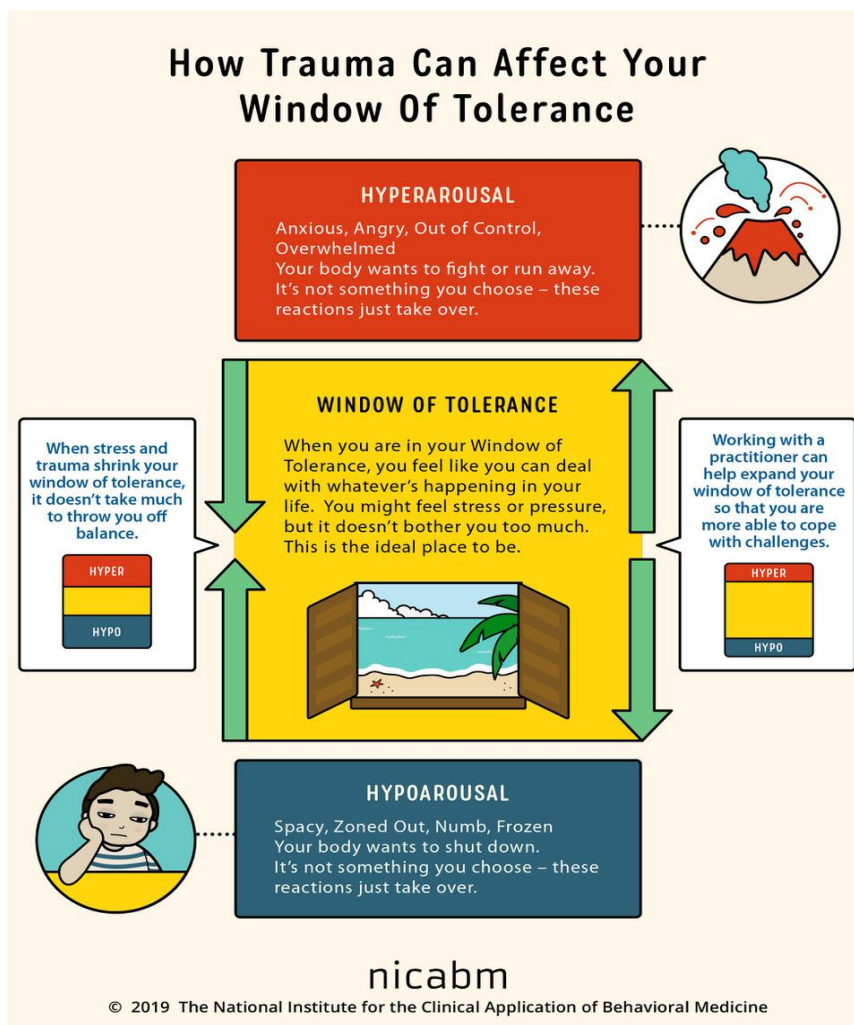 How Trauma Can Affect Your
Window Of Tolerance
HYPERAROUSAL
Anxious, Angry, Out of Control,
Overwhelmed
Your body wants to fight or run away.
It's not something you choose – these
reactions just take over.
WINDOW OF TOLERANCE
When you are in your Window of
Tolerance, you feel like you can deal
with whatever's happening in your
life. You might feel stress or pressure,
but it doesn't bother you too much.
This is the ideal place to be.
When stress and
trauma shrink your
window of tolerance,
it doesn't take much
to throw you off
balance.
HYPER
HYPO
Working with a
practitioner can
help expand your
window of tolerance
so that you are
more able to cope
with challenges.
HYPER
HYPO
HYPOAROUSAL
Spacy, Zoned Out, Numb, Frozen
Your body wants to shut down.
It's not something you choose – these
reactions just take over.
nicabm
© 2019 The National Institute for the Clinical Application of Behavioral Medicine